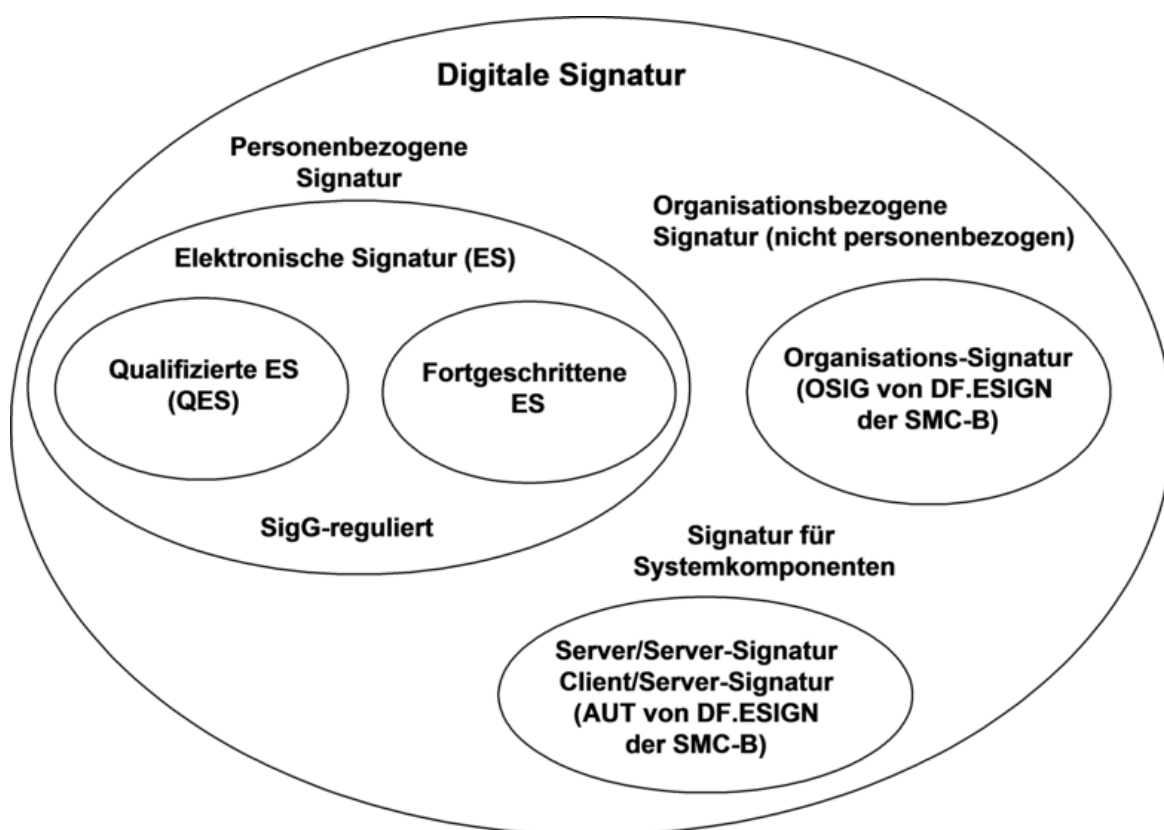 Digitale Signatur
Personenbezogene
Signatur
Elektronische Signatur (ES)
Qualifizierte ES
(QES)
Fortgeschrittene
ES
SigG-reguliert
Organisationsbezogene
Signatur (nicht personenbezogen)
Organisations-Signatur
(OSIG von DF.ESIGN
der SMC-B)
Signatur für
Systemkomponenten
Server/Server-Signatur
Client/Server-Signatur
(AUT von DF.ESIGN
der SMC-B)